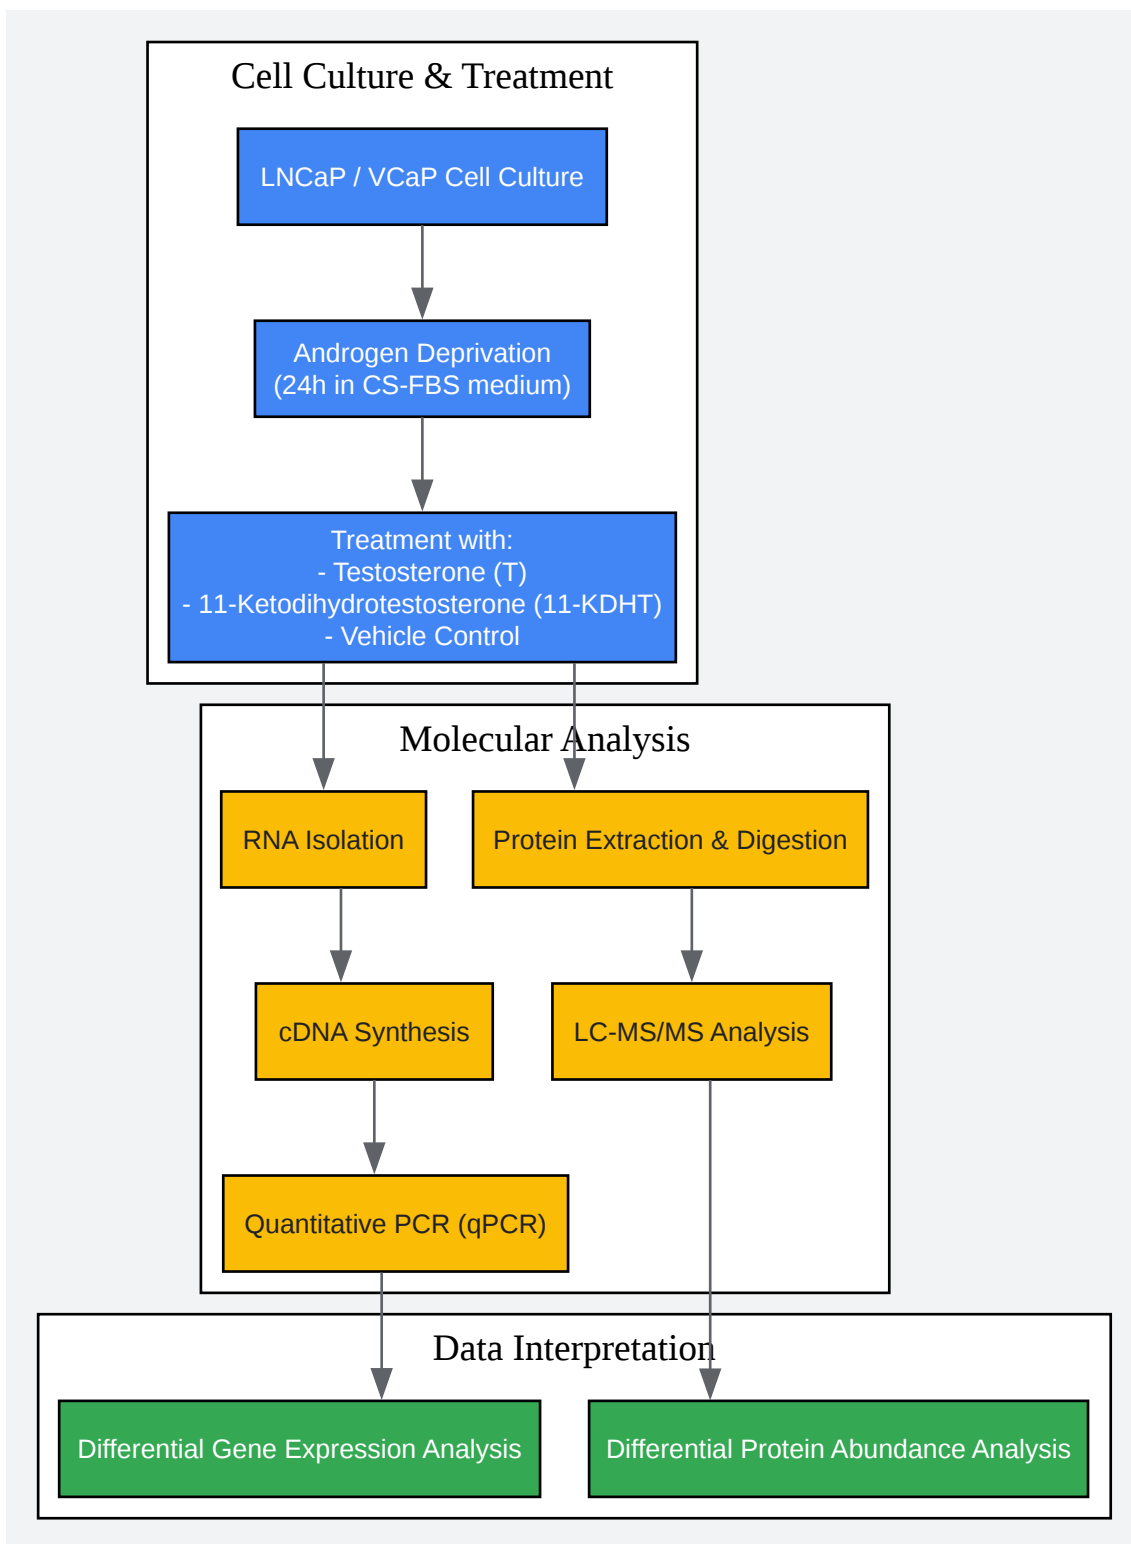 Cell Culture & Treatment
LNCaP / VCaP Cell Culture
Androgen Deprivation
(24h in CS-FBS medium)
Treatment with:
- Testosterone (T)
- 11-Ketodihydrotestosterone (11-KDHT)
- Vehicle Control
Molecular Analysis
RNA Isolation
Protein Extraction & Digestion
cDNA Synthesis
LC-MS/MS Analysis
Quantitative PCR (qPCR)
Data Interpretation
Differential Gene Expression Analysis
Differential Protein Abundance Analysis